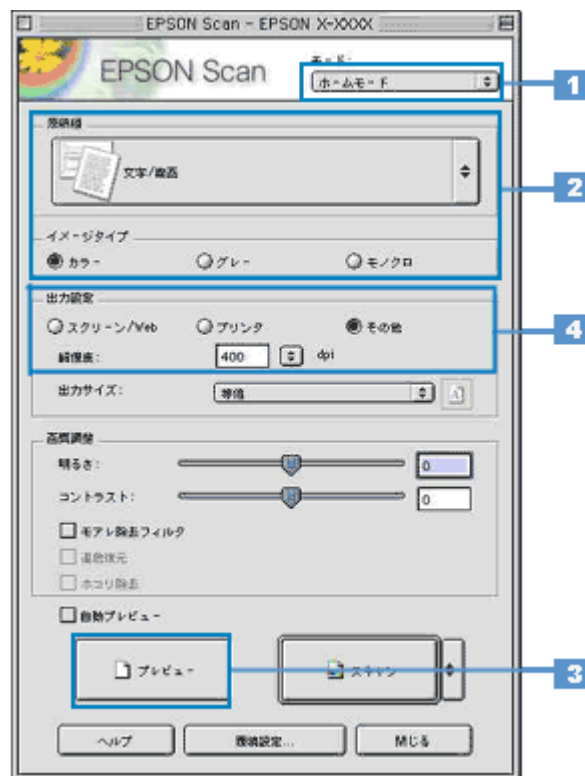 EPSON Scan - EPSON X-XXXX
EPSON Scan
モード:
ホームモード
1
原稿種
文字/線画
2
イメージタイプ
カラー グレー モノクロ
出力設定
スクリーン/Web プリンタ その他
4
解像度: 400 dpi
出力サイズ: 等倍
画質調整
明るさ: 0
コントラスト: 0
モアレ除去フィルタ
退色復元
ホコリ除去
自動プレビュー
プレビュー スキャン
3
ヘルプ 環境設定... 閉じる